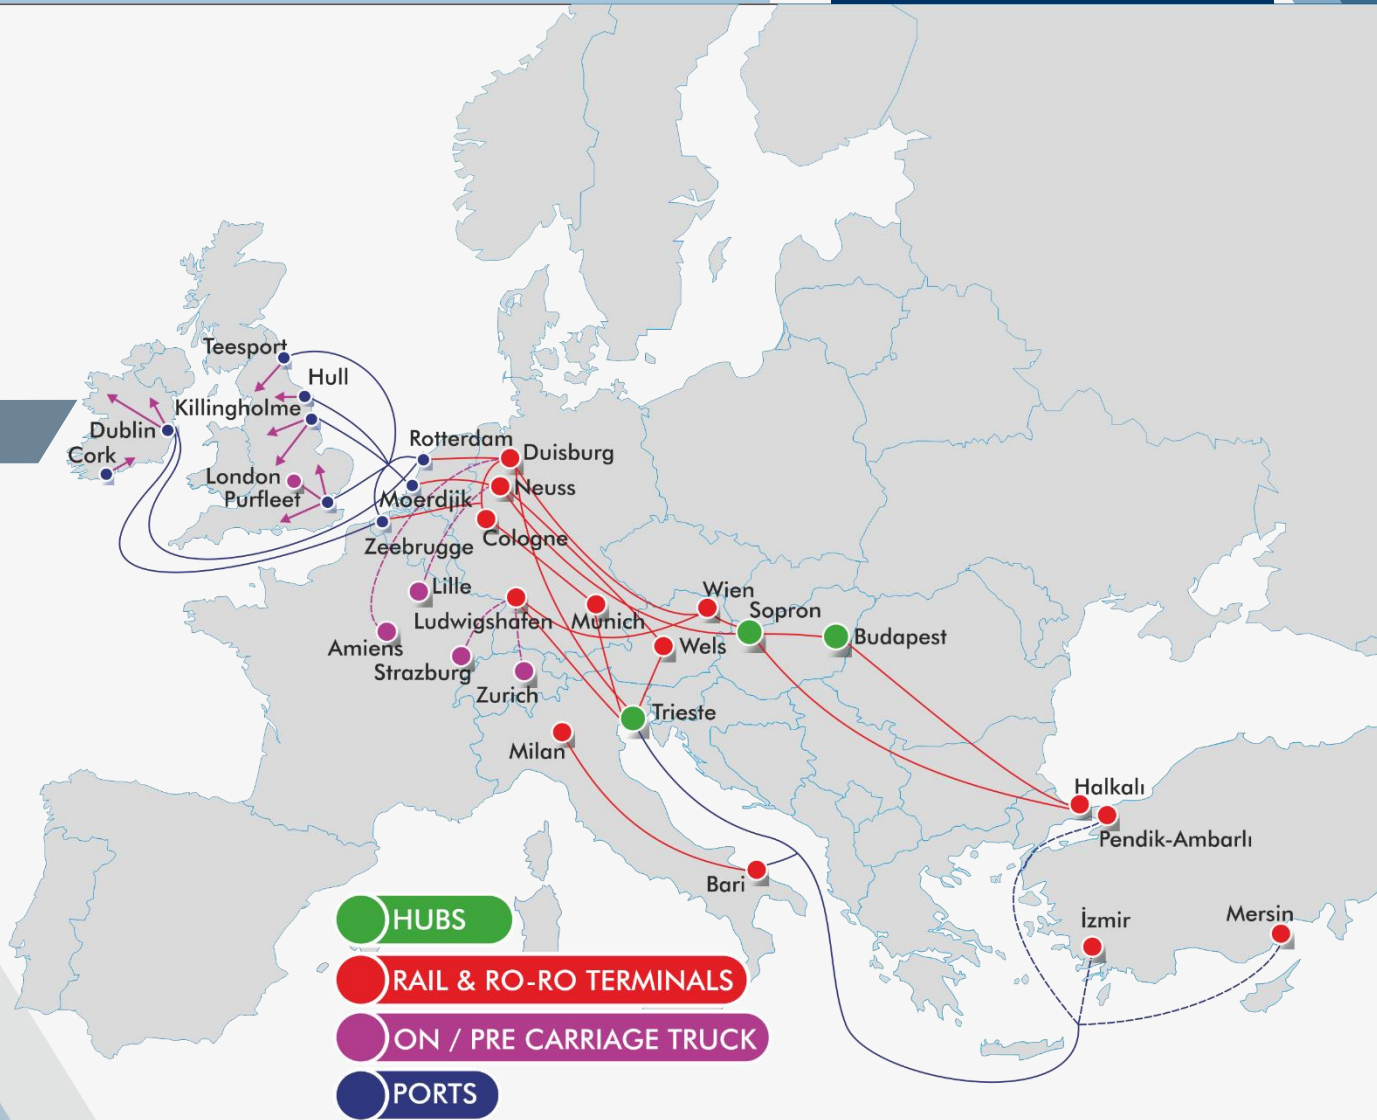 Teesport
Hull
Killingholme
Dublin
Cork
London
Purfleet
Rotterdam
Duisburg
Neuss
Moerdjik
Cologne
Zeebrugge
Lille
Ludwigshafen
Munich
Wien
Sopron
Budapest
Wels
Amiens
Strazburg
Zurich
Trieste
Milan
Halkalı
Pendik-Ambarlı
Bari
İzmir
Mersin
HUBS
RAIL & RO-RO TERMINALS
ON / PRE CARRIAGE TRUCK
PORTS